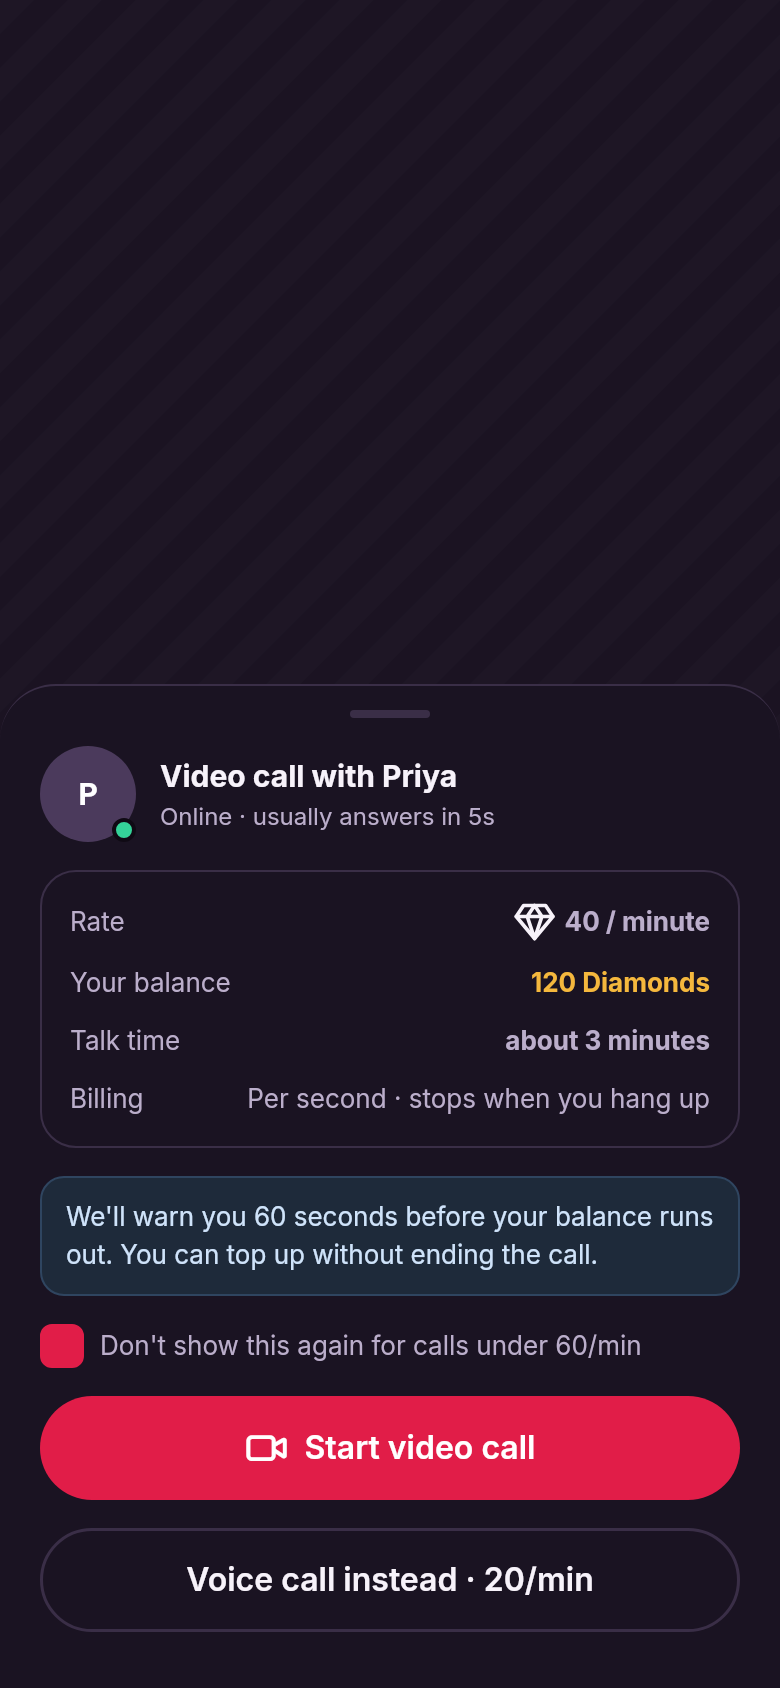 P
Video call with Priya
Online · usually answers in 5s
Rate
40 / minute
Your balance
120 Diamonds
Talk time
about 3 minutes
Billing
Per second · stops when you hang up
We'll warn you 60 seconds before your balance runs
out. You can top up without ending the call.
Don't show this again for calls under 60/min
Start video call
Voice call instead · 20/min